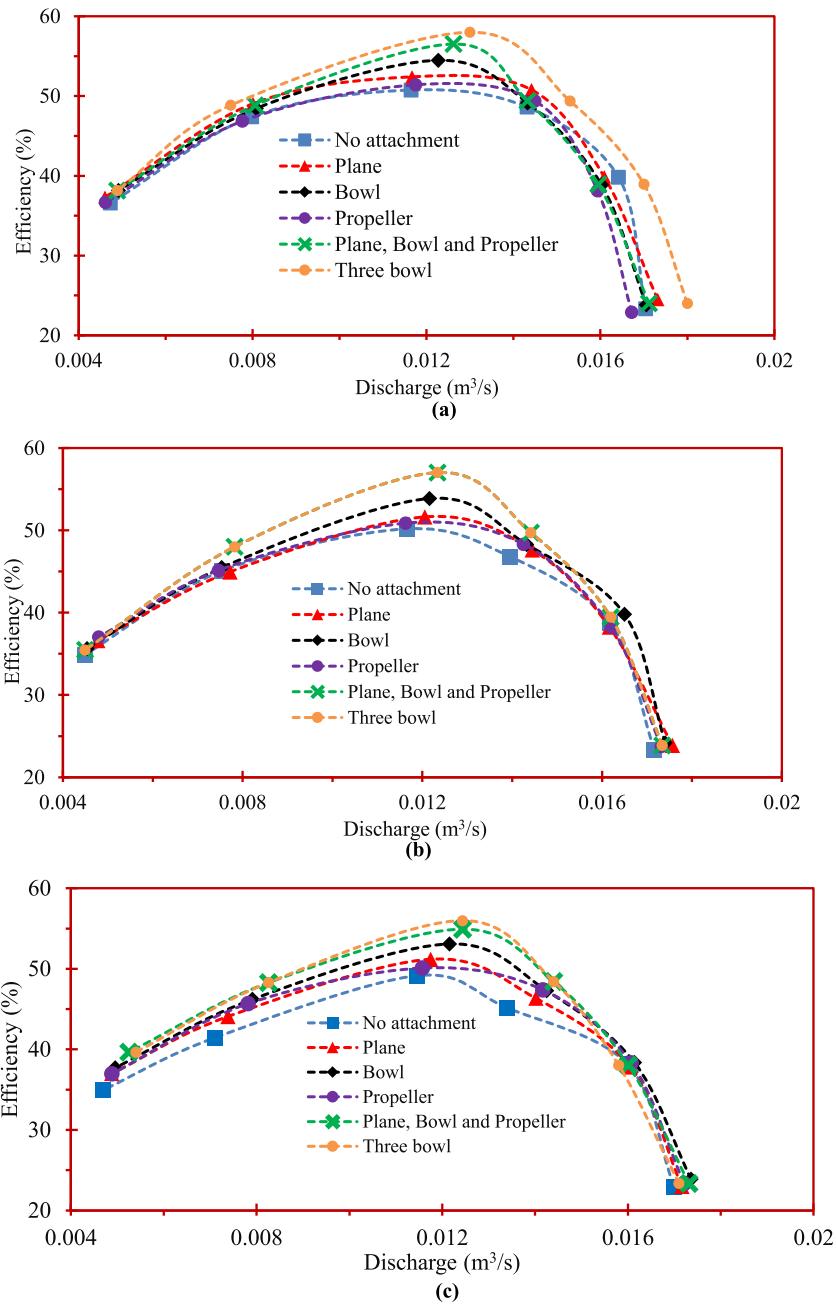 60
50
40
30
20
Efficiency (%)
No attachment
Plane
Bowl
Propeller
Plane, Bowl and Propeller
Three bowl
0.004 0.008 0.012 0.016 0.02
Discharge (m³/s)
(a)
60
50
40
30
20
Efficiency (%)
No attachment
Plane
Bowl
Propeller
Plane, Bowl and Propeller
Three bowl
0.004 0.008 0.012 0.016 0.02
Discharge (m³/s)
(b)
60
50
40
30
20
Efficiency (%)
No attachment
Plane
Bowl
Propeller
Plane, Bowl and Propeller
Three bowl
0.004 0.008 0.012 0.016 0.02
Discharge (m³/s)
(c)